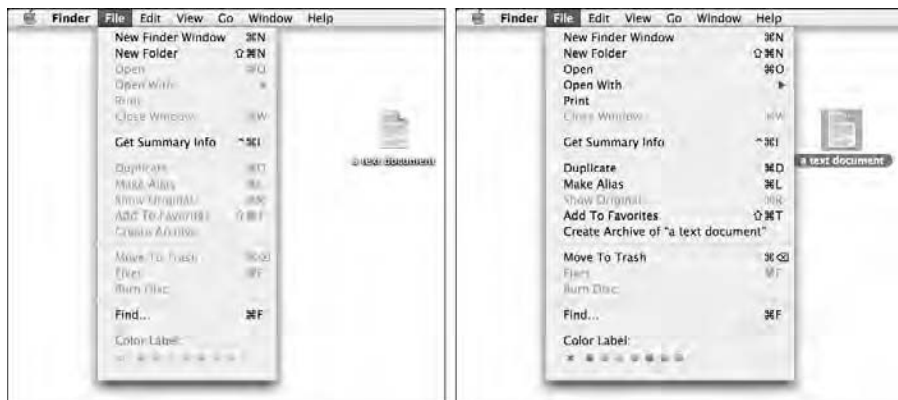 Finder File Edit View Go Window Help
New Finder Window ⌘N
New Folder ⇧⌘N
Open ⌘O
Open With ▶
Print
Close Window ⌘W
Get Summary Info ⌃⌘I
Duplicate ⌘D
Make Alias ⌘L
Show Original ⌘R
Add To Favorites ⇧⌘T
Create Archive
Move To Trash ⌘⌫
Eject ⌘F
Burn Disc
Find... ⌘F
Color Label:
a text document
Finder File Edit View Go Window Help
New Finder Window ⌘N
New Folder ⇧⌘N
Open ⌘O
Open With ▶
Print
Close Window ⌘W
Get Summary Info ⌃⌘I
Duplicate ⌘D
Make Alias ⌘L
Show Original ⌘R
Add To Favorites ⇧⌘T
Create Archive of "a text document"
Move To Trash ⌘⌫
⌘F
Burn Disc
Find... ⌘F
Color Label:
× 
a text document